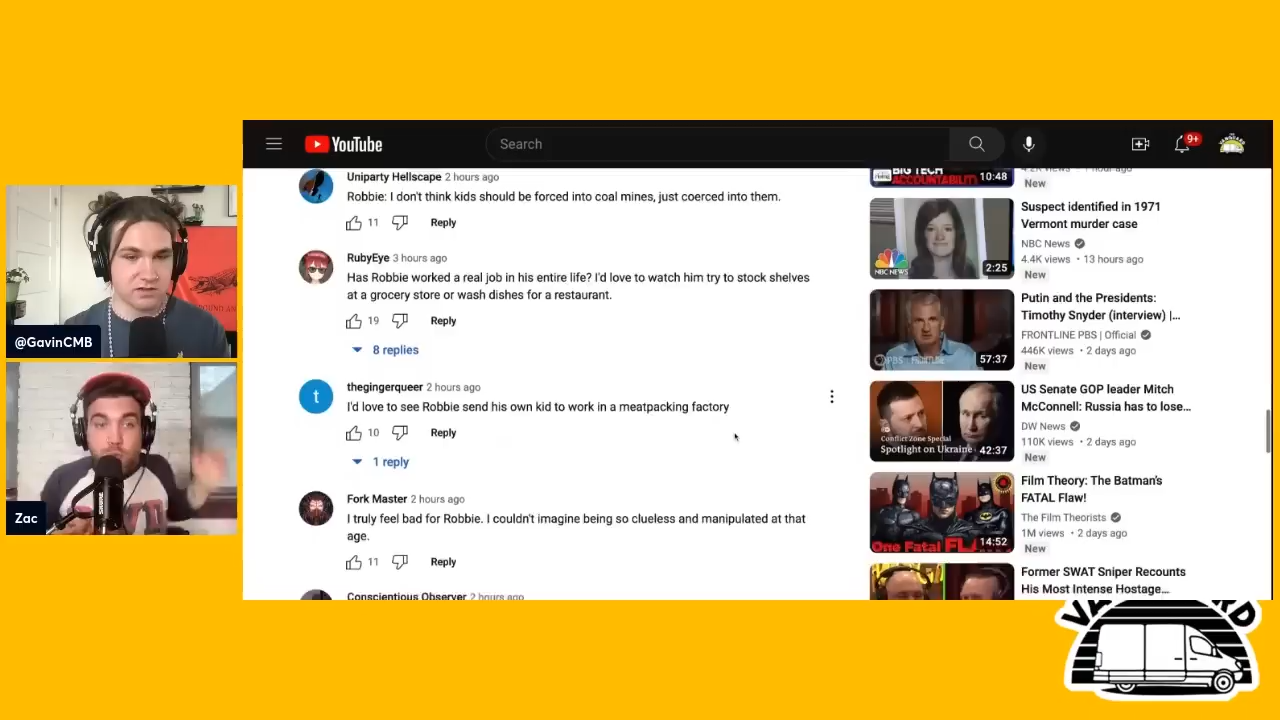 YouTube
Search
9+
Uniparty Hellscape 2 hours ago
Robbie: I don't think kids should be forced into coal mines, just coerced into them.
11
Reply
RubyEye 3 hours ago
Has Robbie worked a real job in his entire life? I'd love to watch him try to stock shelves
at a grocery store or wash dishes for a restaurant.
19
Reply
8 replies
t
thegingerqueer 2 hours ago
I'd love to see Robbie send his own kid to work in a meatpacking factory
10
Reply
1 reply
Fork Master 2 hours ago
I truly feel bad for Robbie. I couldn't imagine being so clueless and manipulated at that
age.
11
Reply
Conscientious Observer 2 hours ago
BIG TECH
ACCOUNTABILITY
10:48
New
Suspect identified in 1971
Vermont murder case
NBC News
4.4K views • 13 hours ago
New
NBC NEWS
2:25
Putin and the Presidents:
Timothy Snyder (interview) |...
FRONTLINE PBS | Official
446K views • 2 days ago
New
PBS FRONTLINE
57:37
US Senate GOP leader Mitch
McConnell: Russia has to lose...
DW News
110K views • 2 days ago
New
Conflict Zone Special
Spotlight on Ukraine
42:37
Film Theory: The Batman's
FATAL Flaw!
The Film Theorists
1M views • 2 days ago
New
One Fatal
14:52
Former SWAT Sniper Recounts
His Most Intense Hostage...
@GavinCMB
Zac
SHURE